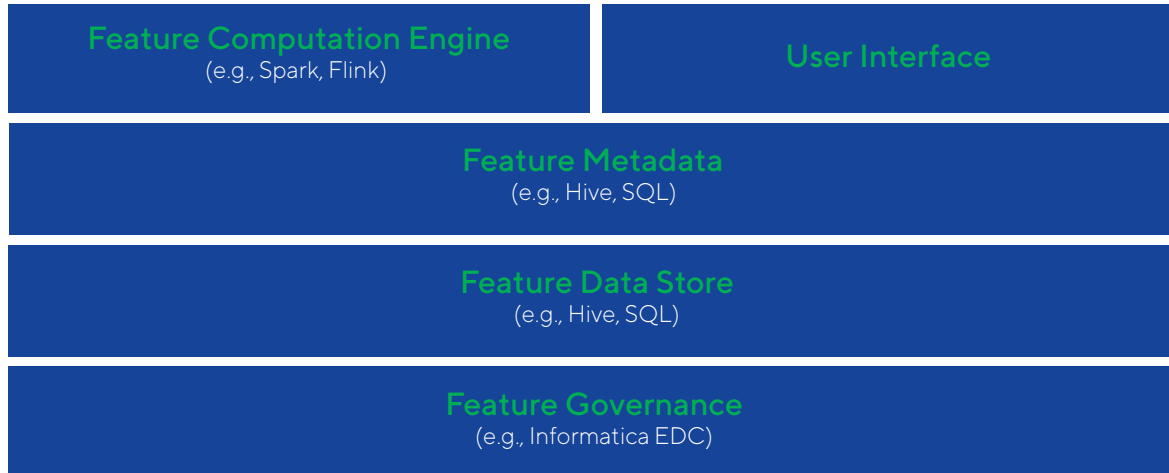 Feature Computation Engine
(e.g., Spark, Flink)
User Interface
Feature Metadata
(e.g., Hive, SQL)
Feature Data Store
(e.g., Hive, SQL)
Feature Governance
(e.g., Informatica EDC)